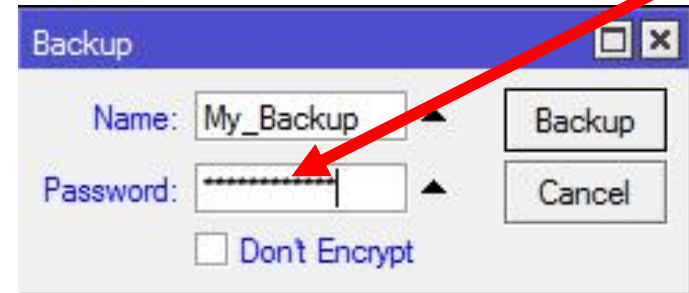 Backup
Name: My_Backup Backup
Password: ************ Cancel
Don't Encrypt